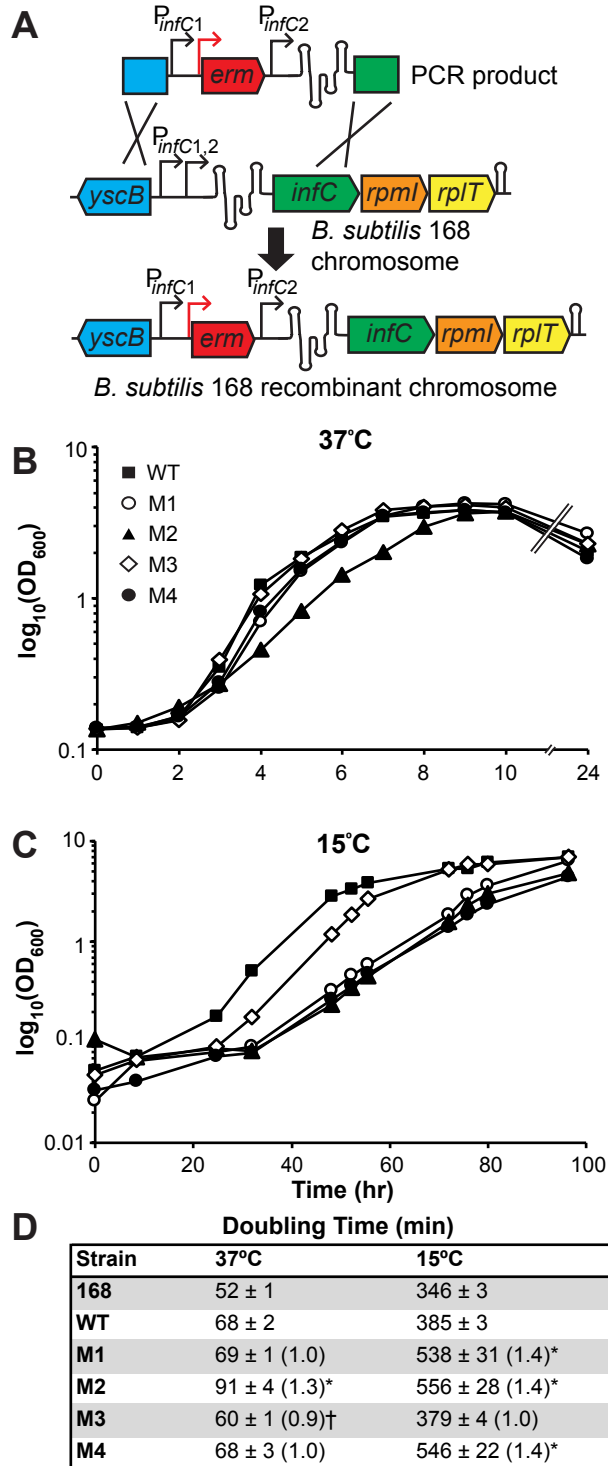 A
PinfC1 PinfC2
erm
PCR product
PinfC1,2
yscB infC rpmI rplT
B. subtilis 168
chromosome
PinfC1 PinfC2
yscB erm infC rpmI rplT
B. subtilis 168 recombinant chromosome
B 37°C
10
WT
M1
M2
M3
M4
1
0.1
log10(OD600)
0 2 4 6 8 10 24
C 15°C
10
1
0.1
0.01
log10(OD600)
0 20 40 60 80 100
Time (hr)
D Doubling Time (min)
Strain 37ºC 15ºC
168 52 ± 1 346 ± 3
WT 68 ± 2 385 ± 3
M1 69 ± 1 (1.0) 538 ± 31 (1.4)*
M2 91 ± 4 (1.3)* 556 ± 28 (1.4)*
M3 60 ± 1 (0.9)† 379 ± 4 (1.0)
M4 68 ± 3 (1.0) 546 ± 22 (1.4)*